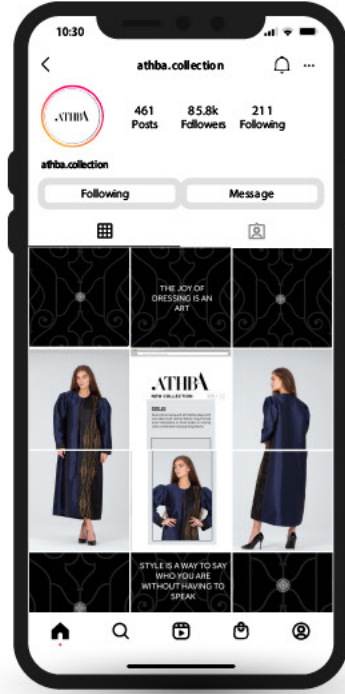 10:30
athba.collection
ATHBA
461
85.8k
211
Posts
Followers
Following
athba.collection
Following
Message
THE JOY OF
DRESSING IS AN
ART
ATHBA
NEW COLLECTION
STYLE IS A WAY TO SAY
WHO YOU ARE
WITHOUT HAVING TO
SPEAK